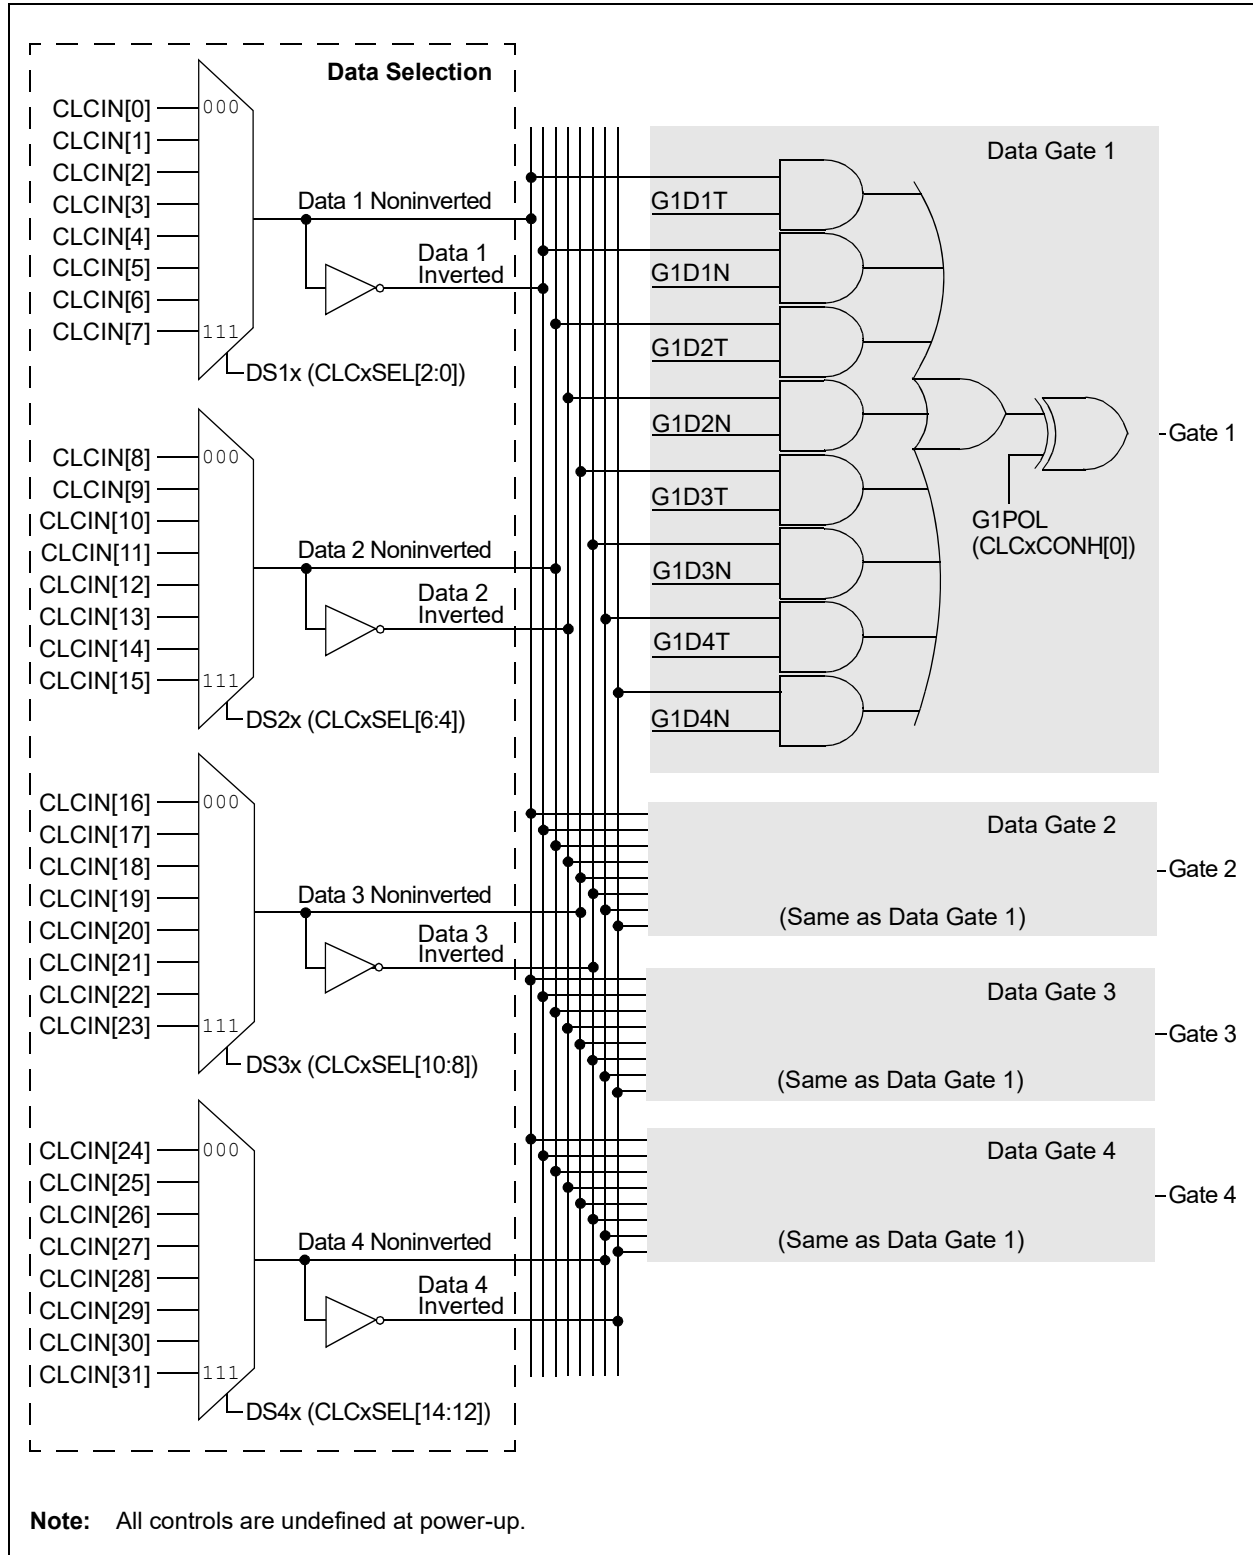 Data Selection
CLCIN[0]
000
CLCIN[1]
CLCIN[2]
CLCIN[3]
CLCIN[4]
CLCIN[5]
CLCIN[6]
CLCIN[7]
111
Data 1 Noninverted
Data 1
Inverted
DS1x (CLCxSEL[2:0])
CLCIN[8]
000
CLCIN[9]
CLCIN[10]
CLCIN[11]
CLCIN[12]
CLCIN[13]
CLCIN[14]
CLCIN[15]
111
Data 2 Noninverted
Data 2
Inverted
DS2x (CLCxSEL[6:4])
CLCIN[16]
000
CLCIN[17]
CLCIN[18]
CLCIN[19]
CLCIN[20]
CLCIN[21]
CLCIN[22]
CLCIN[23]
111
Data 3 Noninverted
Data 3
Inverted
DS3x (CLCxSEL[10:8])
CLCIN[24]
000
CLCIN[25]
CLCIN[26]
CLCIN[27]
CLCIN[28]
CLCIN[29]
CLCIN[30]
CLCIN[31]
111
Data 4 Noninverted
Data 4
Inverted
DS4x (CLCxSEL[14:12])
Data Gate 1
G1D1T
G1D1N
G1D2T
G1D2N
G1D3T
G1D3N
G1D4T
G1D4N
G1POL
(CLCxCONH[0])
Gate 1
Data Gate 2
(Same as Data Gate 1)
Gate 2
Data Gate 3
(Same as Data Gate 1)
Gate 3
Data Gate 4
(Same as Data Gate 1)
Gate 4
Note: All controls are undefined at power-up.